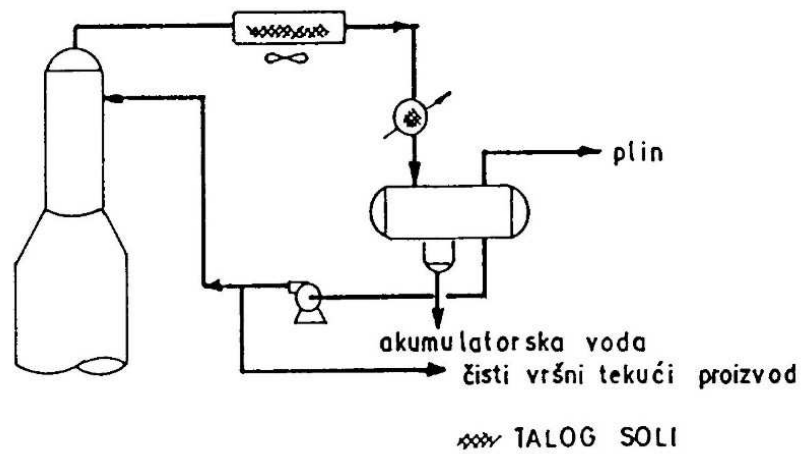 plin
akumulatorska voda
čisti vršni tekući proizvod
TALOG SOLI